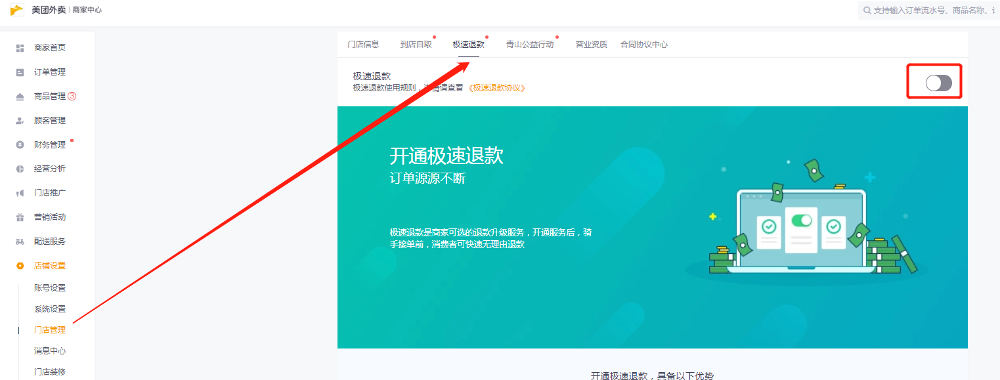 美团外卖 | 商家中心
支持输入订单流水号、商品名称、
商家首页
订单管理
商品管理 3
顾客管理
财务管理
经营分析
门店推广
营销活动
配送服务
店铺设置
账号设置
系统设置
门店管理
消息中心
门店装修
门店信息 到店自取 极速退款 青山公益行动 营业资质 合同协议中心
极速退款
极速退款使用规则，详情请查看 《极速退款协议》
开通极速退款
订单源源不断
极速退款是商家可选的退款升级服务，开通服务后，骑
手接单前，消费者可快速无理由退款
开通极速退款，具备以下优势